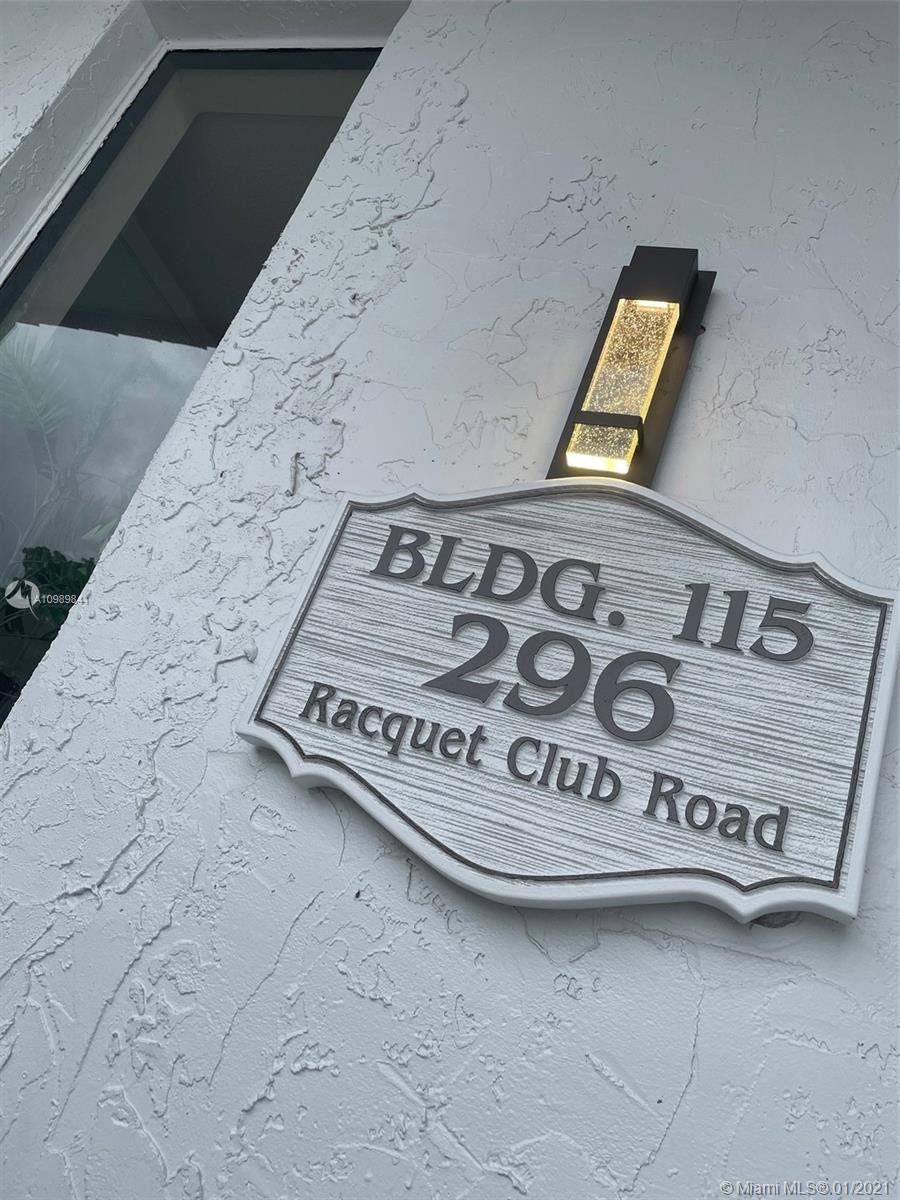 BLDG. 115
296
Racquet Club Road
© Miami MLS® 01/2021